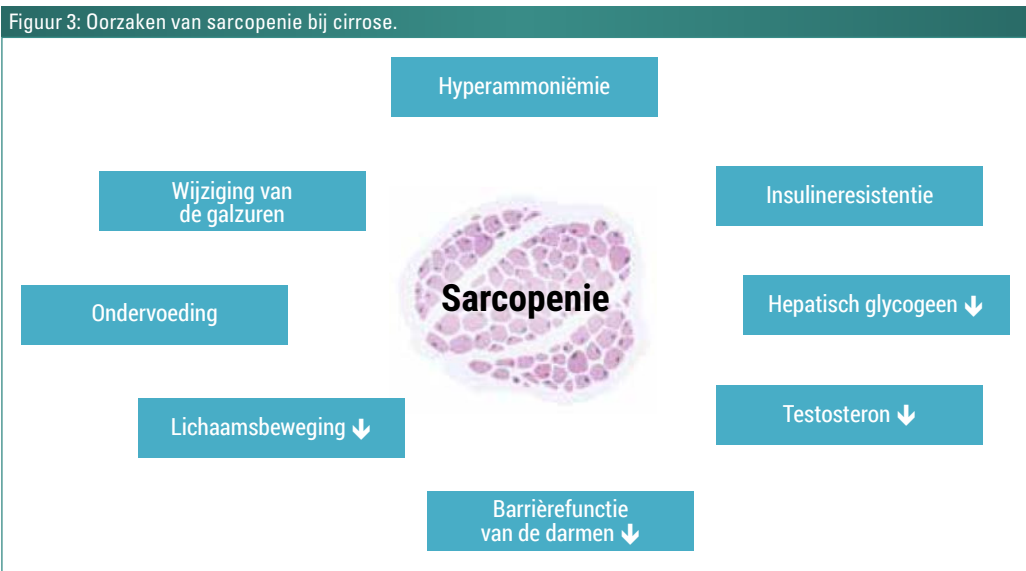 Figuur 3: Oorzaken van sarcopenie bij cirrose.
Hyperammoniëmie
Wijziging van
de galzuren
Insulineresistentie
Ondervoeding
Sarcopenie
Hepatisch glycogeen ↓
Lichaamsbeweging ↓
Testosteron ↓
Barrièrefunctie
van de darmen ↓